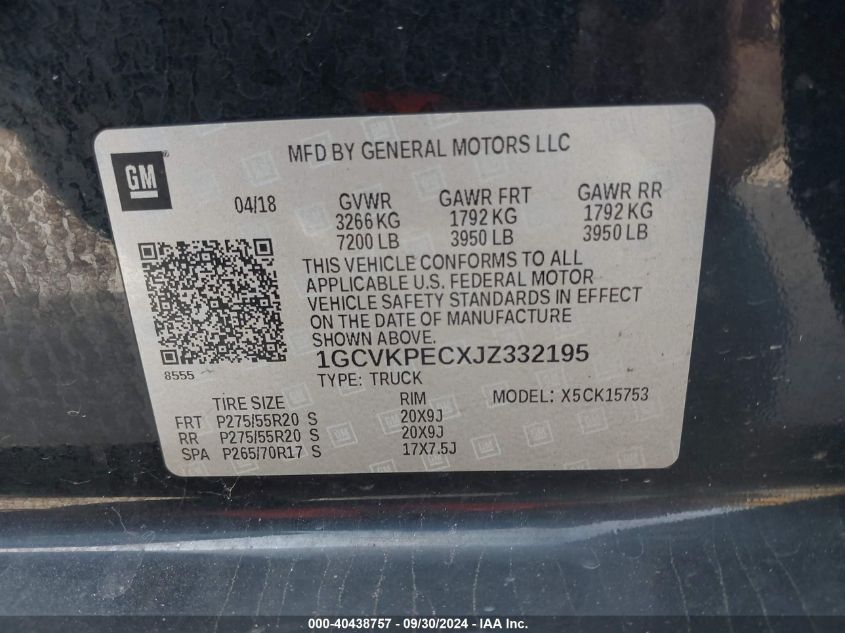 GM
MFD BY GENERAL MOTORS LLC
04/18 GVWR GAWR FRT GAWR RR
3266 KG 1792 KG 1792 KG
7200 LB 3950 LB 3950 LB
THIS VEHICLE CONFORMS TO ALL
APPLICABLE U.S. FEDERAL MOTOR
VEHICLE SAFETY STANDARDS IN EFFECT
ON THE DATE OF MANUFACTURE
SHOWN ABOVE.
8555
1GCVKPECXJZ332195
TYPE: TRUCK
MODEL: X5CK15753
TIRE SIZE RIM
FRT P275/55R20 S 20X9J
RR P275/55R20 S 20X9J
SPA P265/70R17 S 17X7.5J
000-40438757 - 09/30/2024 - IAA, Inc.